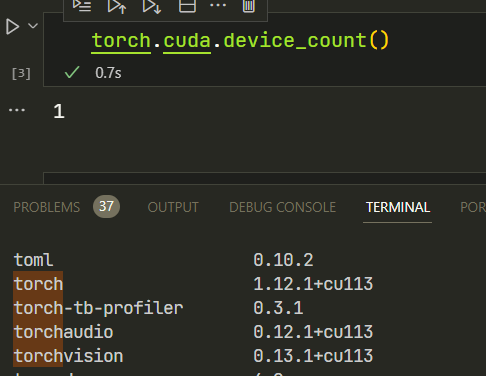 torch.cuda.device_count()
[3]
0.7s
1
PROBLEMS 37 OUTPUT DEBUG CONSOLE TERMINAL POR
toml 0.10.2
torch 1.12.1+cu113
torch-tb-profiler 0.3.1
torchaudio 0.12.1+cu113
torchvision 0.13.1+cu113